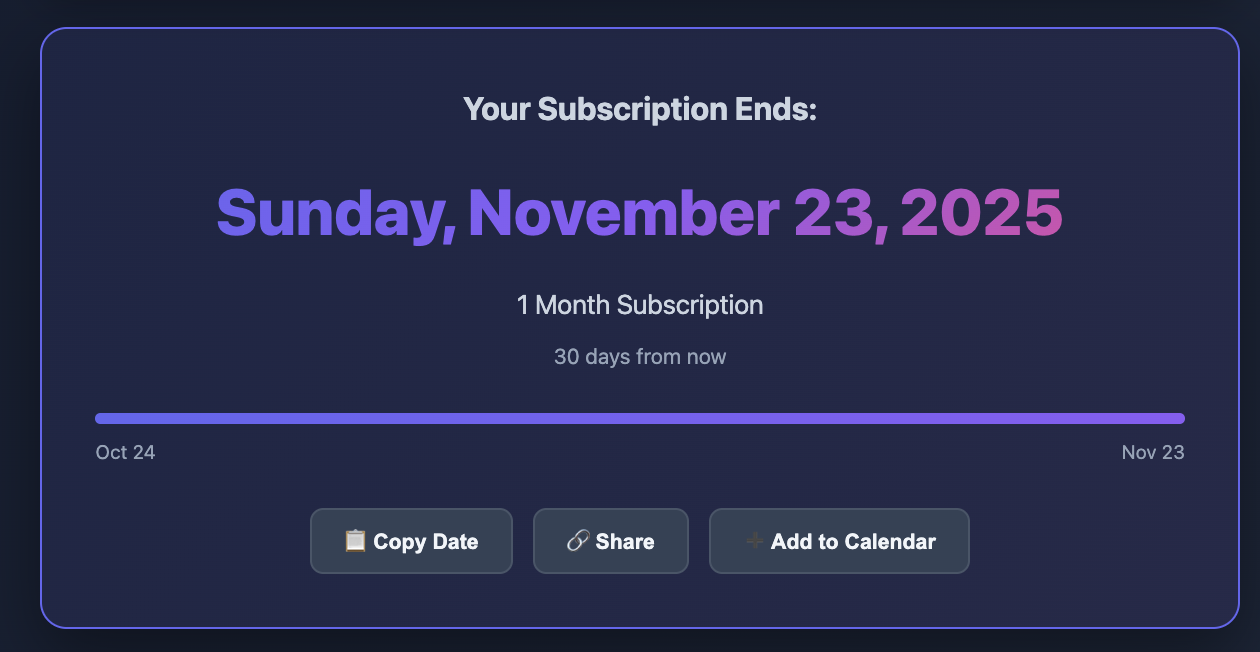 Your Subscription Ends:
Sunday, November 23, 2025
1 Month Subscription
30 days from now
Oct 24
Nov 23
Copy Date
Share
Add to Calendar